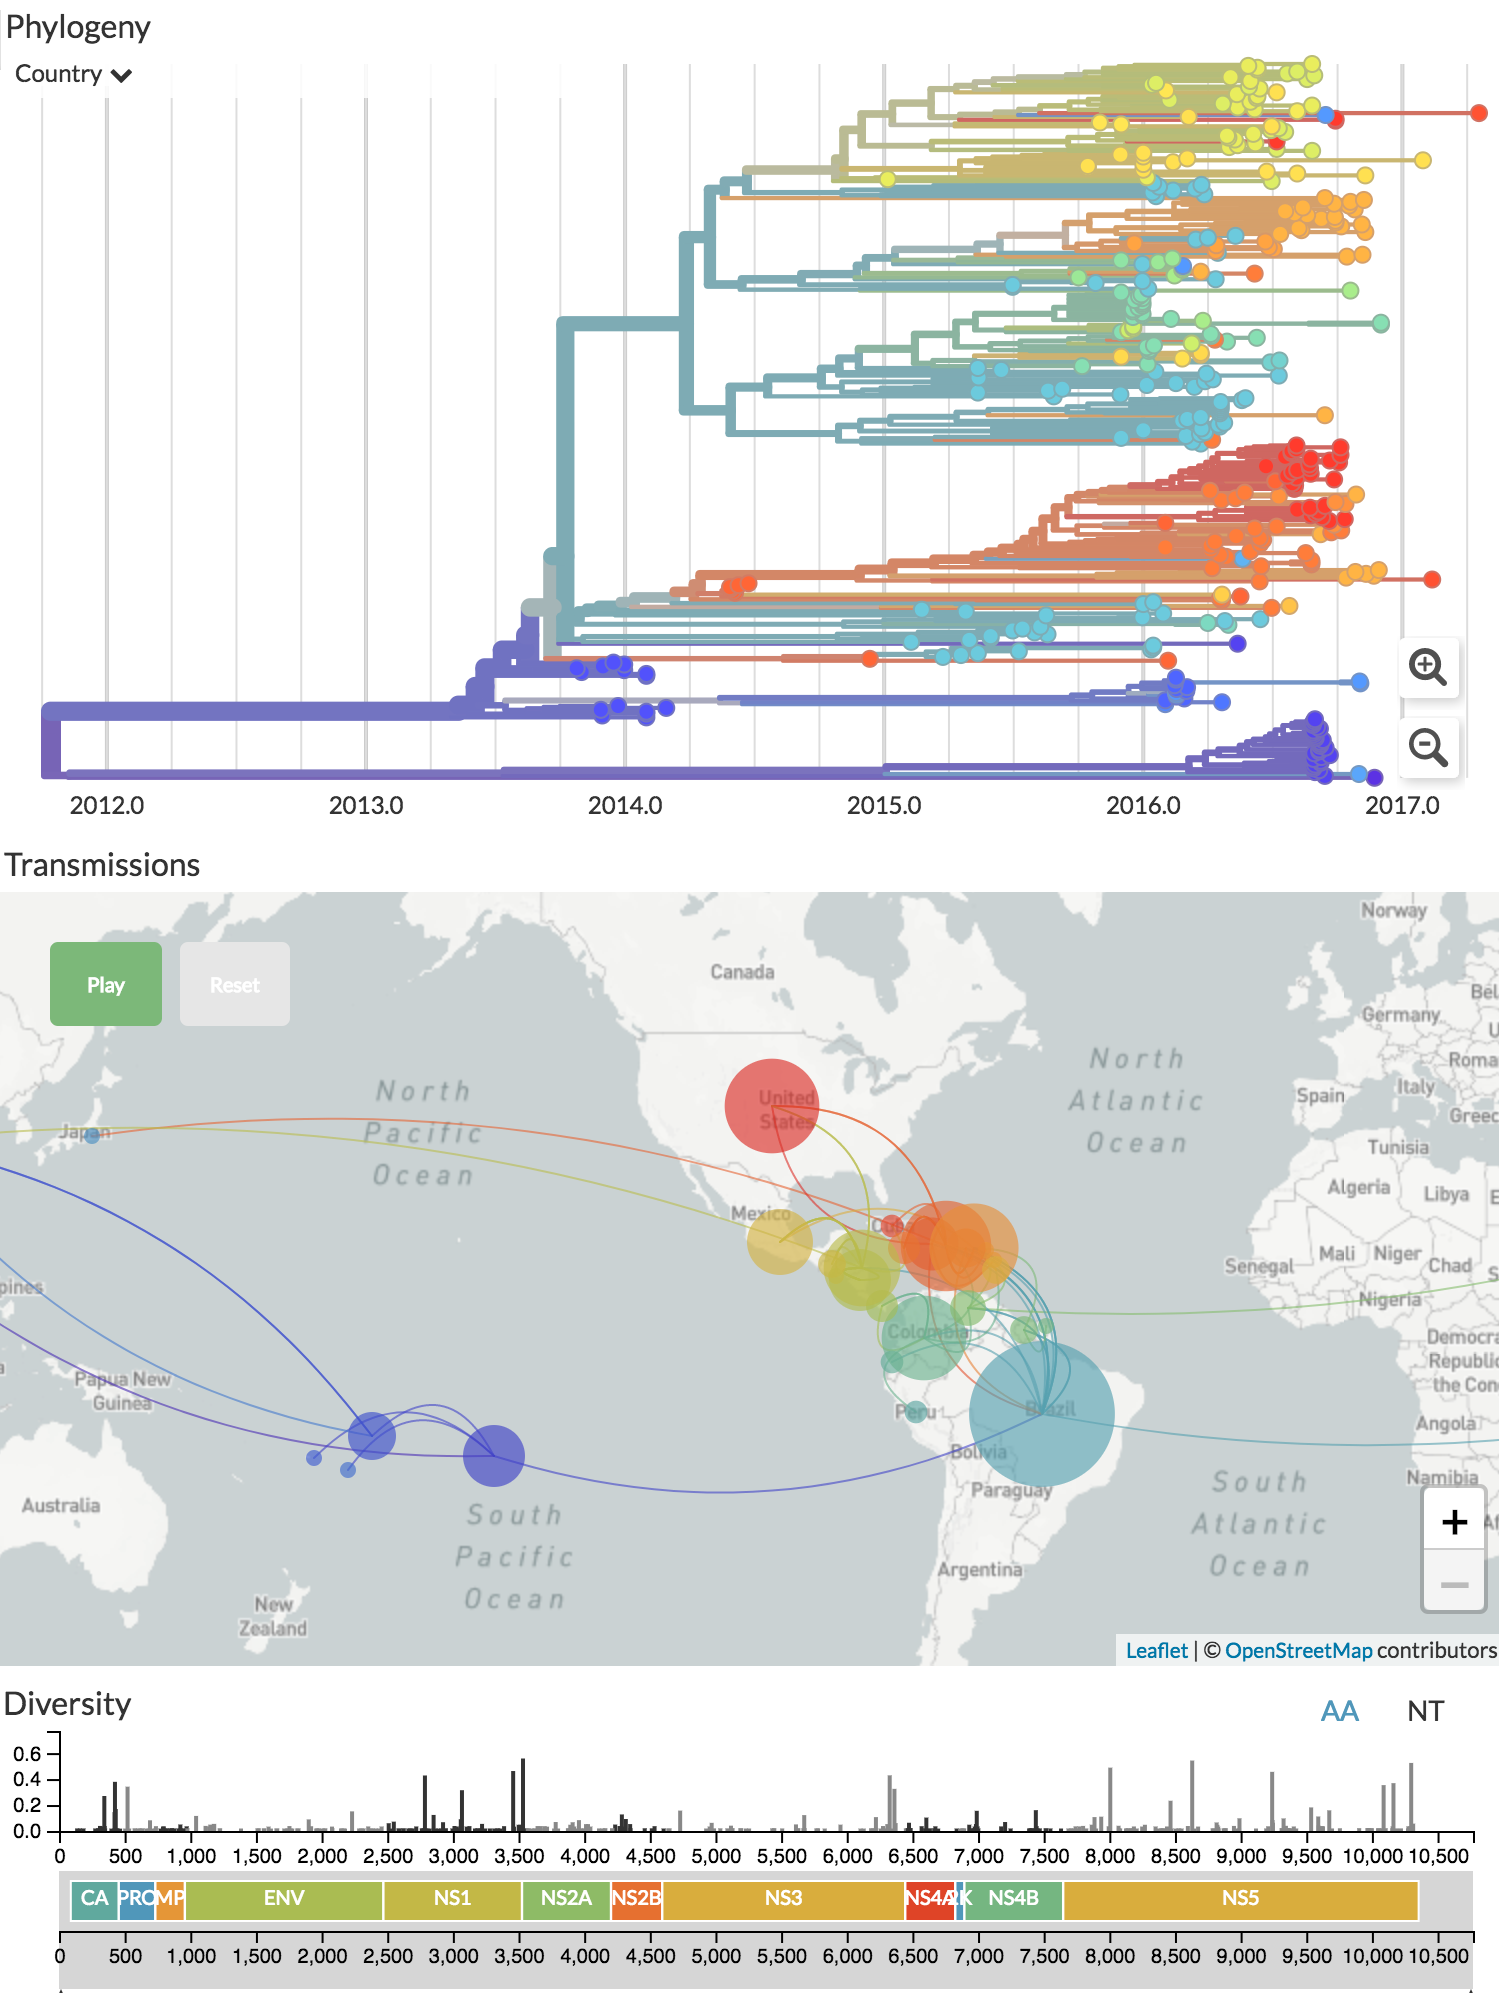 Phylogeny
Country
2012.0 2013.0 2014.0 2015.0 2016.0 2017.0
Transmissions
Play Reset
Norway
Canada
Bel
Germany
U
North
Atlantic
Ocean
North
Pacific
Ocean
Roma
United
States
Spain
Italy
Greec
Japan
Tunisia
Algeria
Libya
E
Mexico
Cuba
Mali Niger
Chad
S
Senegal
pines
Nigeria
Colombia
Democra
Republic
the Con
Papua New
Guinea
Peru
Brazil
Angola
Bolivia
Namibia
Paraguay
Australia
South
Pacific
Ocean
South
Atlantic
Ocean
Af
+
−
Argentina
New
Zealand
Leaflet | © OpenStreetMap contributors
Diversity
AA NT
0.6
0.4
0.2
0.0
0 500 1,000 1,500 2,000 2,500 3,000 3,500 4,000 4,500 5,000 5,500 6,000 6,500 7,000 7,500 8,000 8,500 9,000 9,500 10,000 10,500
CA PRO MP ENV NS1 NS2A NS2B NS3 NS4A 2K NS4B NS5
0 500 1,000 1,500 2,000 2,500 3,000 3,500 4,000 4,500 5,000 5,500 6,000 6,500 7,000 7,500 8,000 8,500 9,000 9,500 10,000 10,500